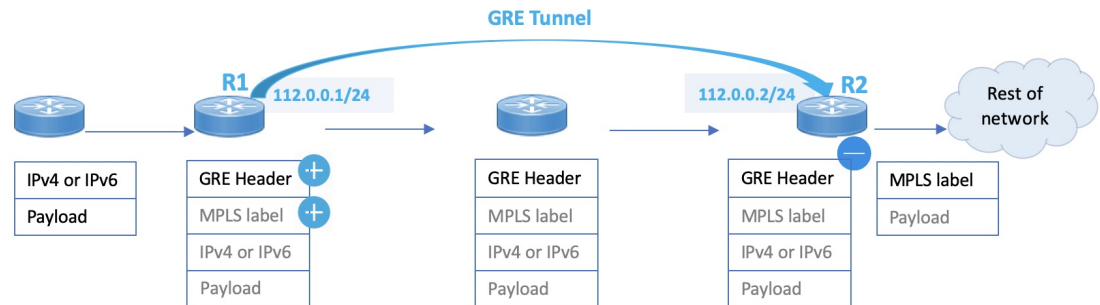 GRE Tunnel
R1
112.0.0.1/24
112.0.0.2/24
R2
Rest of
network
IPv4 or IPv6
Payload
GRE Header
MPLS label
IPv4 or IPv6
Payload
GRE Header
MPLS label
IPv4 or IPv6
Payload
GRE Header
MPLS label
IPv4 or IPv6
Payload
MPLS label
Payload